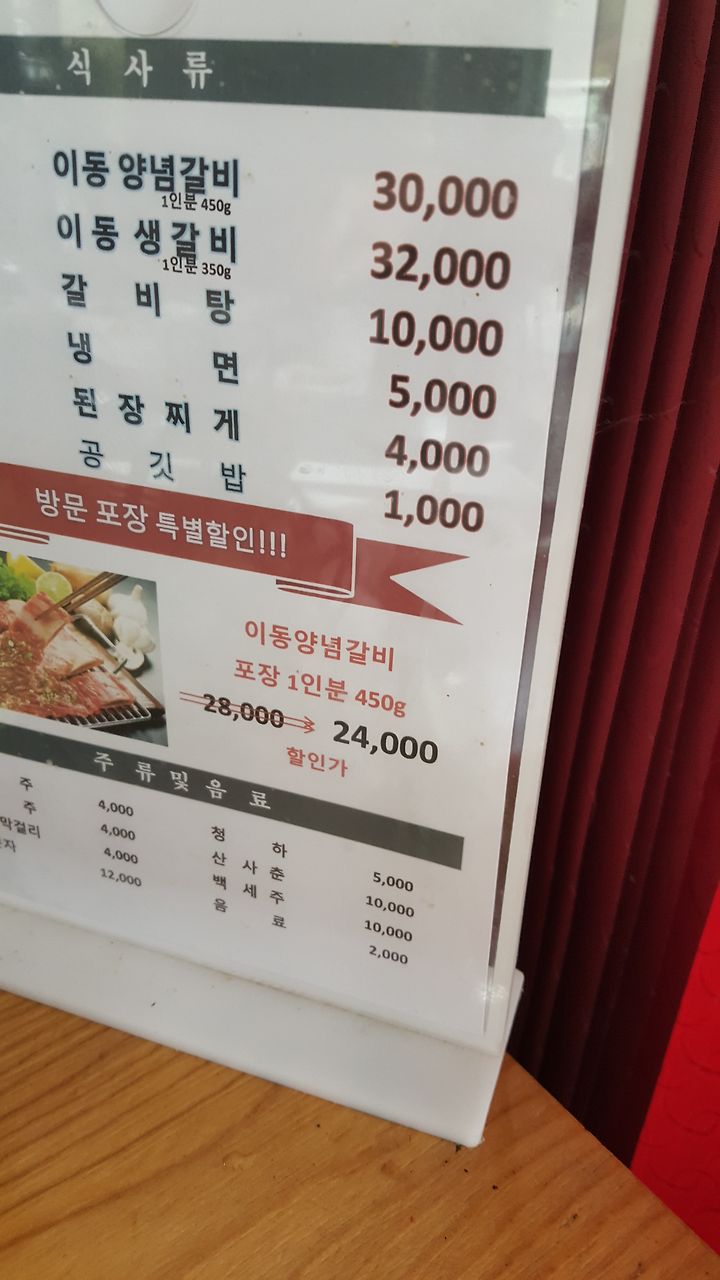 식사류
이동 양념갈비 30,000
1인분 450g
이동 생갈비 32,000
1인분 350g
갈비탕 10,000
냉면 5,000
된장찌게 4,000
공깃밥 1,000
방문 포장 특별할인!!!
이동양념갈비
포장 1인분 450g
28,000 24,000
할인가
주류및음료
주 4,000
주 4,000
막걸리 4,000
자 12,000
청하 5,000
산사춘 10,000
백세주 10,000
음료 2,000